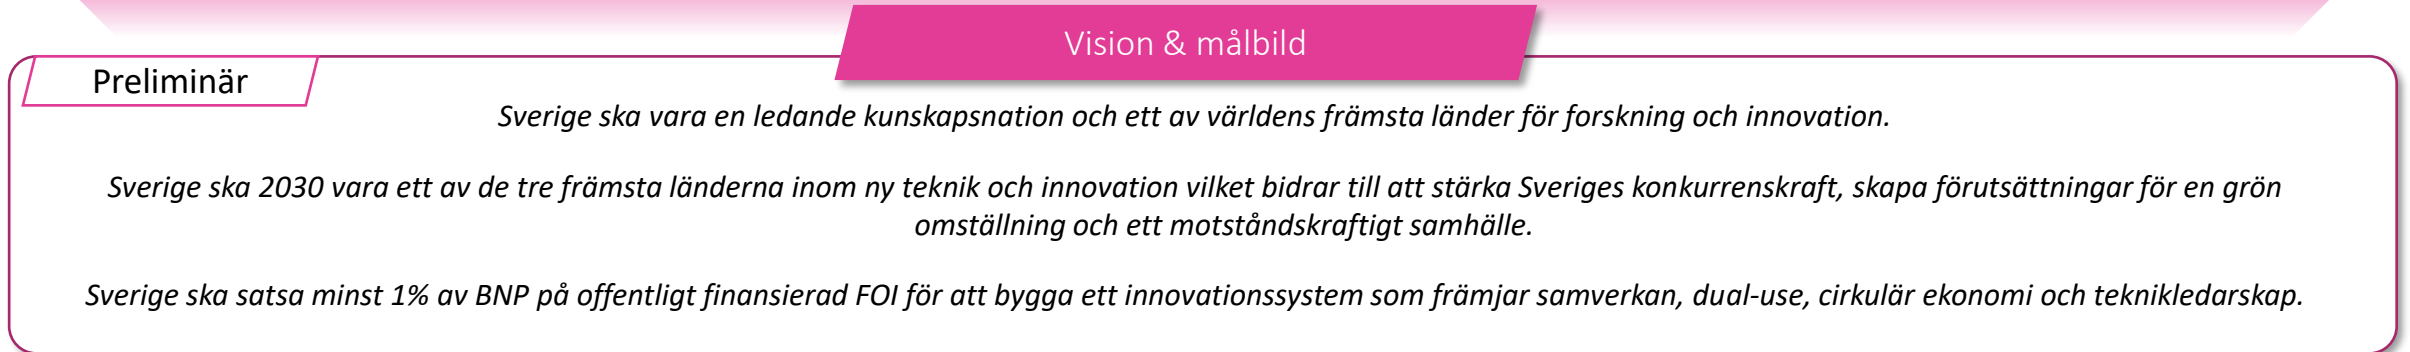 Vision & målbild
Preliminär
Sverige ska vara en ledande kunskapsnation och ett av världens främsta länder för forskning och innovation.
Sverige ska 2030 vara ett av de tre främsta länderna inom ny teknik och innovation vilket bidrar till att stärka Sveriges konkurrenskraft, skapa förutsättningar för en grön
omställning och ett motståndskraftigt samhälle.
Sverige ska satsa minst 1% av BNP på offentligt finansierad FOI för att bygga ett innovationssystem som främjar samverkan, dual-use, cirkulär ekonomi och teknikledarskap.